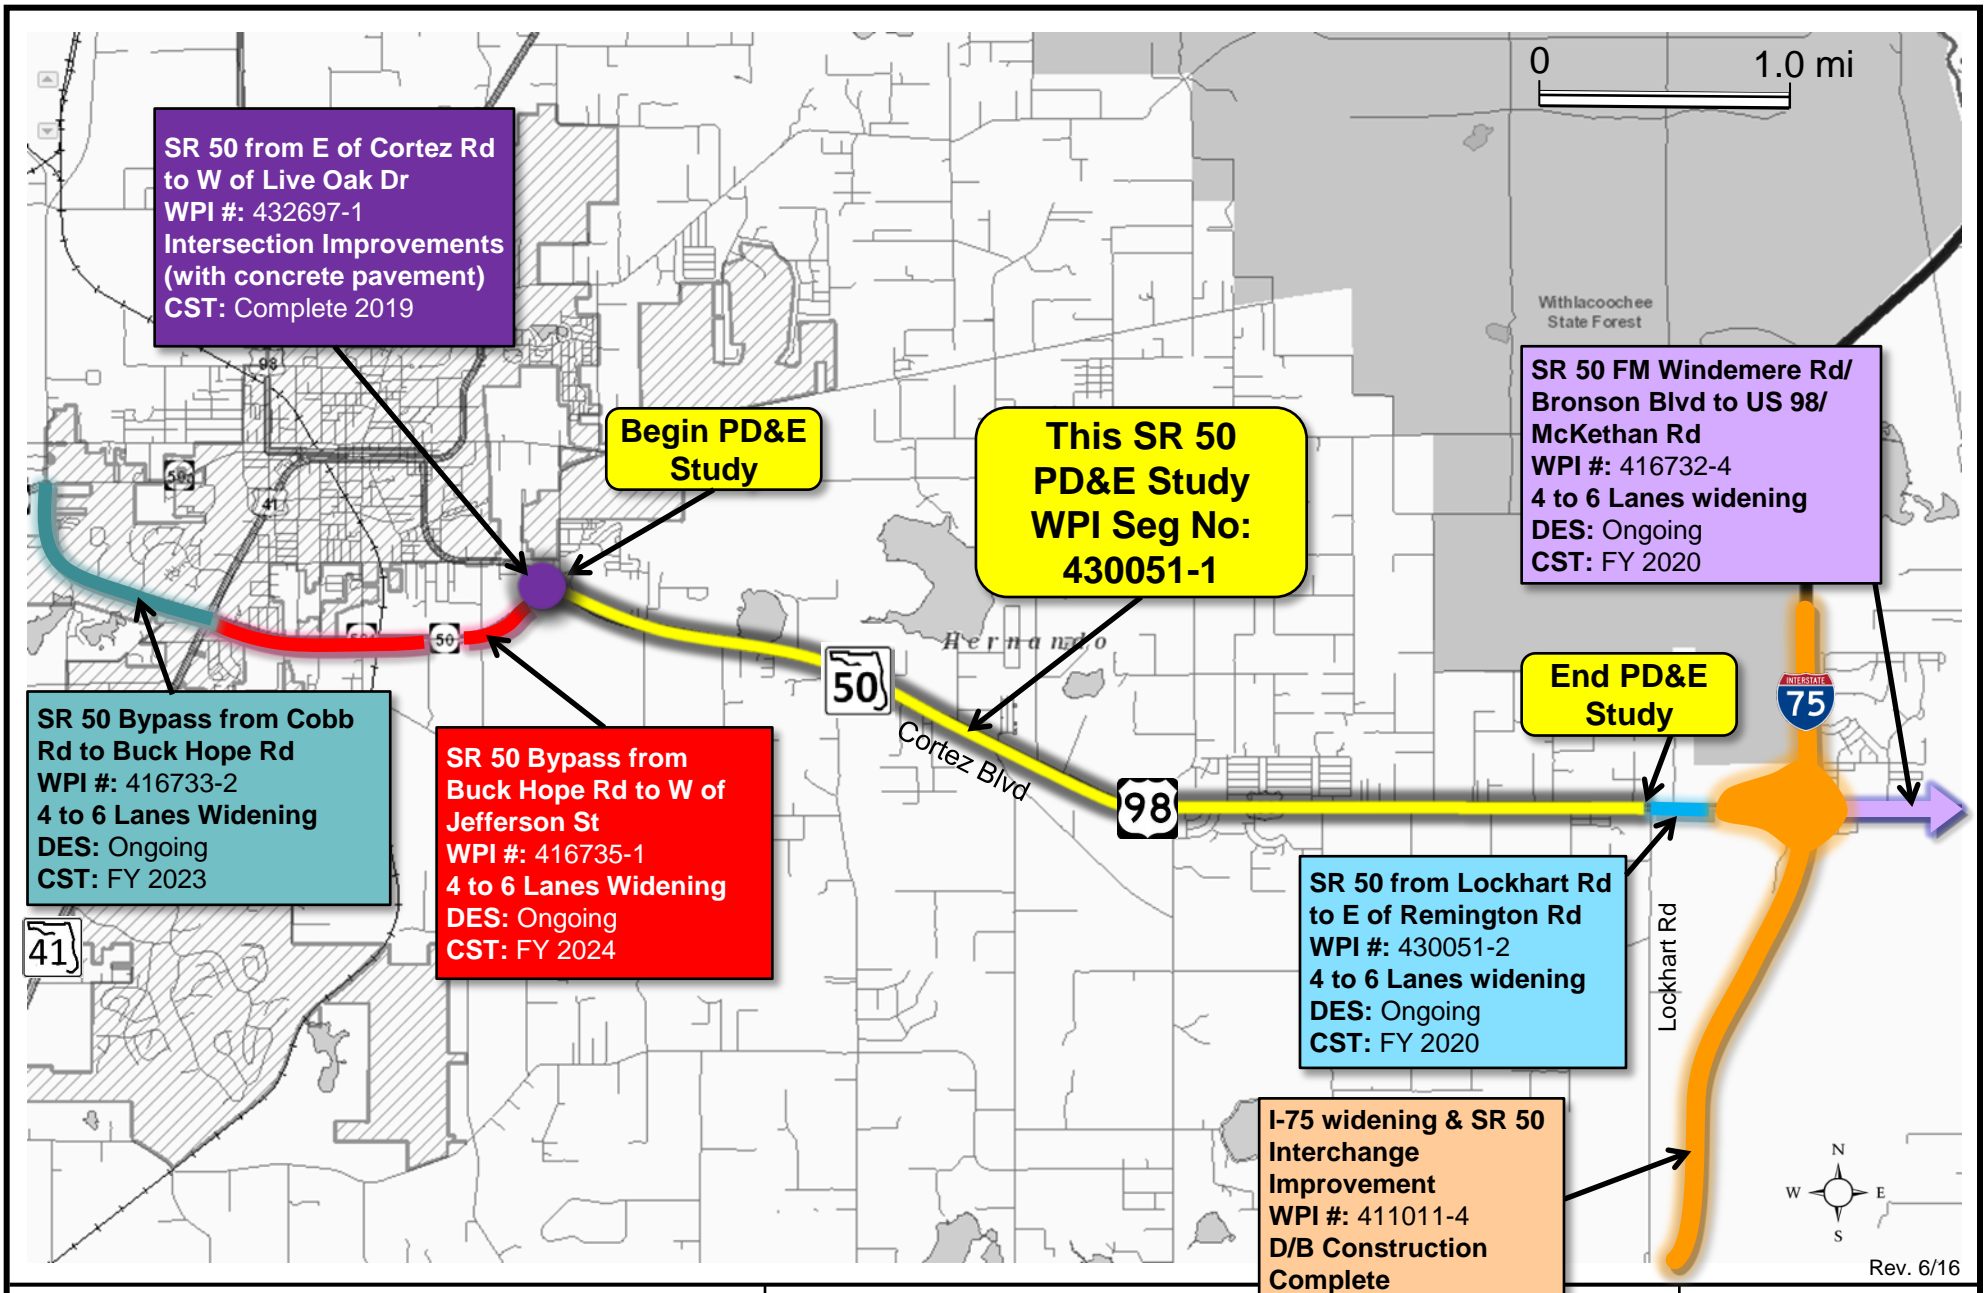 0 1.0 mi
SR 50 from E of Cortez Rd
to W of Live Oak Dr
WPI #: 432697-1
Intersection Improvements
(with concrete pavement)
CST: Complete 2019
Withlacoochee
State Forest
98
SR 50 FM Windemere Rd/
Bronson Blvd to US 98/
McKethan Rd
WPI #: 416732-4
4 to 6 Lanes widening
DES: Ongoing
CST: FY 2020
Begin PD&E
Study
This SR 50
PD&E Study
WPI Seg No:
430051-1
50
41
Hernando
50
50
End PD&E
Study
INTERSTATE
75
SR 50 Bypass from Cobb
Rd to Buck Hope Rd
WPI #: 416733-2
4 to 6 Lanes Widening
DES: Ongoing
CST: FY 2023
SR 50 Bypass from
Buck Hope Rd to W of
Jefferson St
WPI #: 416735-1
4 to 6 Lanes Widening
DES: Ongoing
CST: FY 2024
Cortez Blvd
98
SR 50 from Lockhart Rd
to E of Remington Rd
WPI #: 430051-2
4 to 6 Lanes widening
DES: Ongoing
CST: FY 2020
Lockhart Rd
41
I-75 widening & SR 50
Interchange
Improvement
WPI #: 411011-4
D/B Construction
Complete
N
W E
S
Rev. 6/16